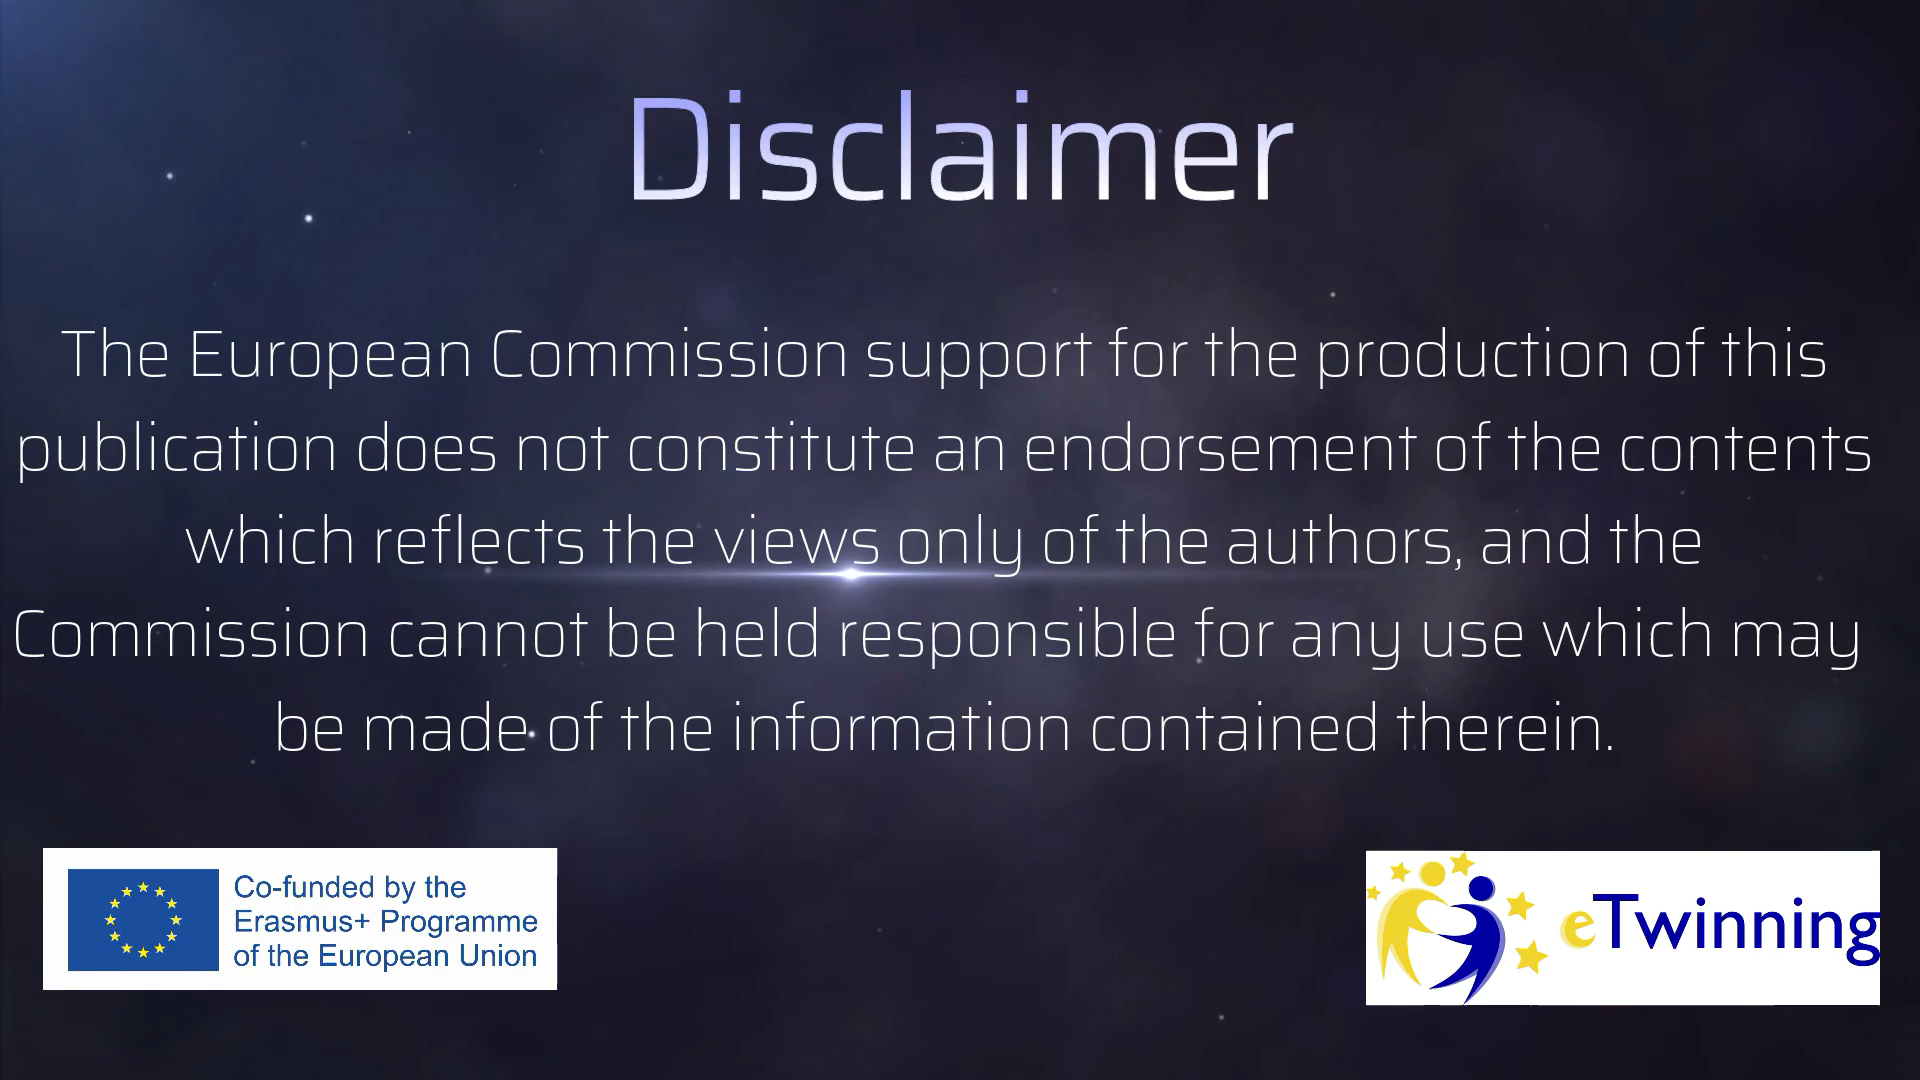 Disclaimer
The European Commission support for the production of this
publication does not constitute an endorsement of the contents
which reflects the views only of the authors, and the
Commission cannot be held responsible for any use which may
be made of the information contained therein.
Co-funded by the
Erasmus+ Programme
of the European Union
eTwinning